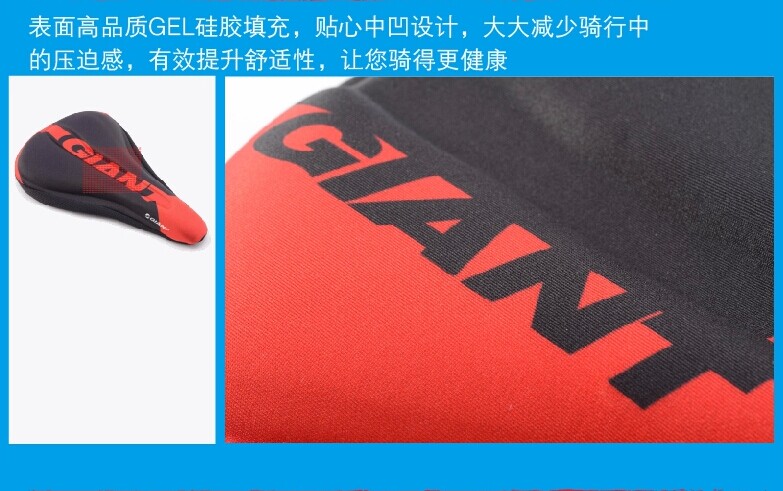 表面高品质GEL硅胶填充，贴心中凹设计，大大减少骑行中
的压迫感，有效提升舒适性，让您骑得更健康
GIANT
GIANT
GIANT